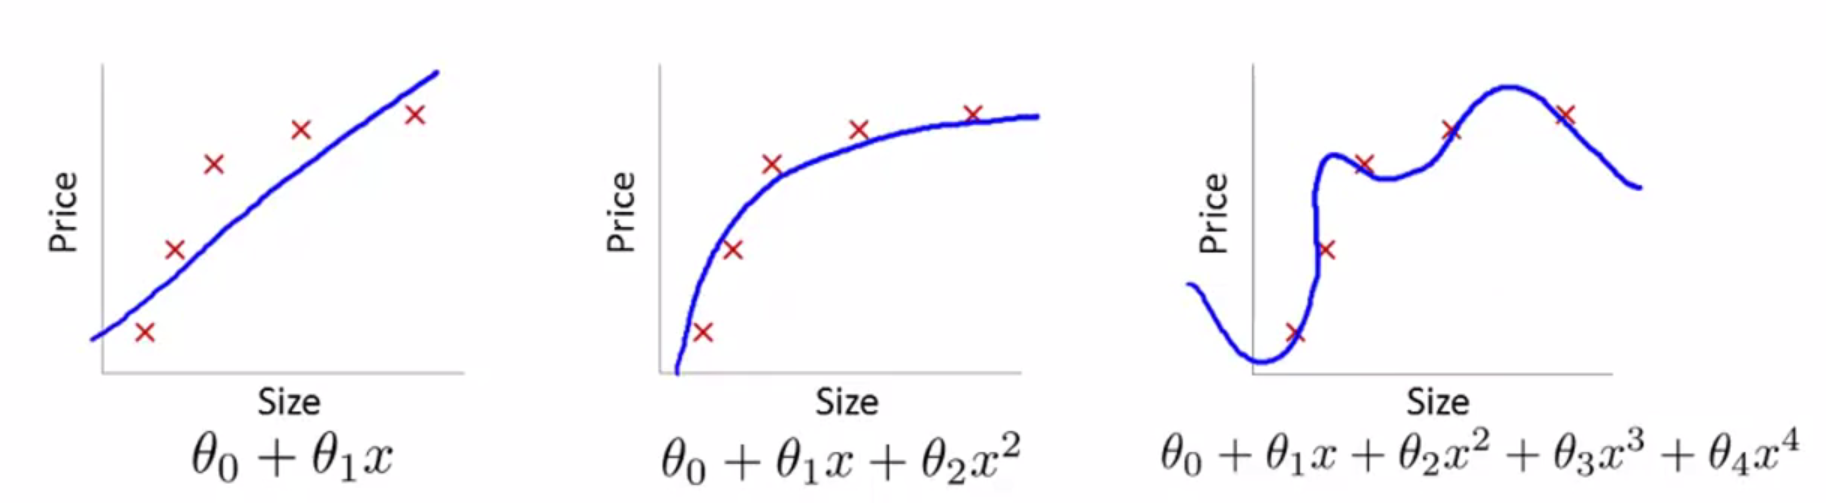 Price
Size
θ₀ + θ₁x
Price
Size
θ₀ + θ₁x + θ₂x²
Price
Size
θ₀ + θ₁x + θ₂x² + θ₃x³ + θ₄x⁴